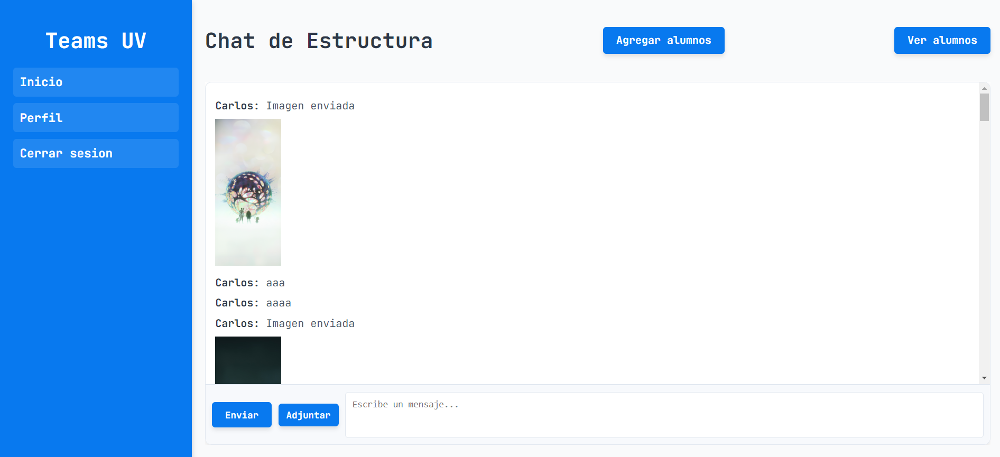 Teams UV
Inicio
Perfil
Cerrar sesion
Chat de Estructura
Agregar alumnos
Ver alumnos
Carlos: Imagen enviada
Carlos: aaa
Carlos: aaaa
Carlos: Imagen enviada
Enviar
Adjuntar
Escribe un mensaje...